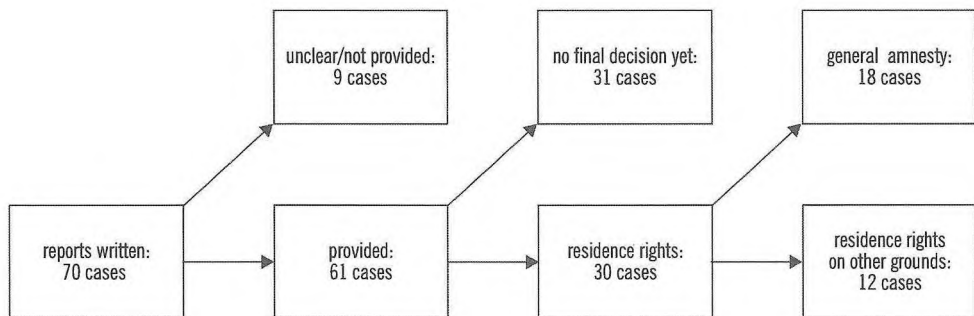 unclear/not provided:
9 cases
no final decision yet:
31 cases
general amnesty:
18 cases
reports written:
70 cases
provided:
61 cases
residence rights:
30 cases
residence rights
on other grounds:
12 cases